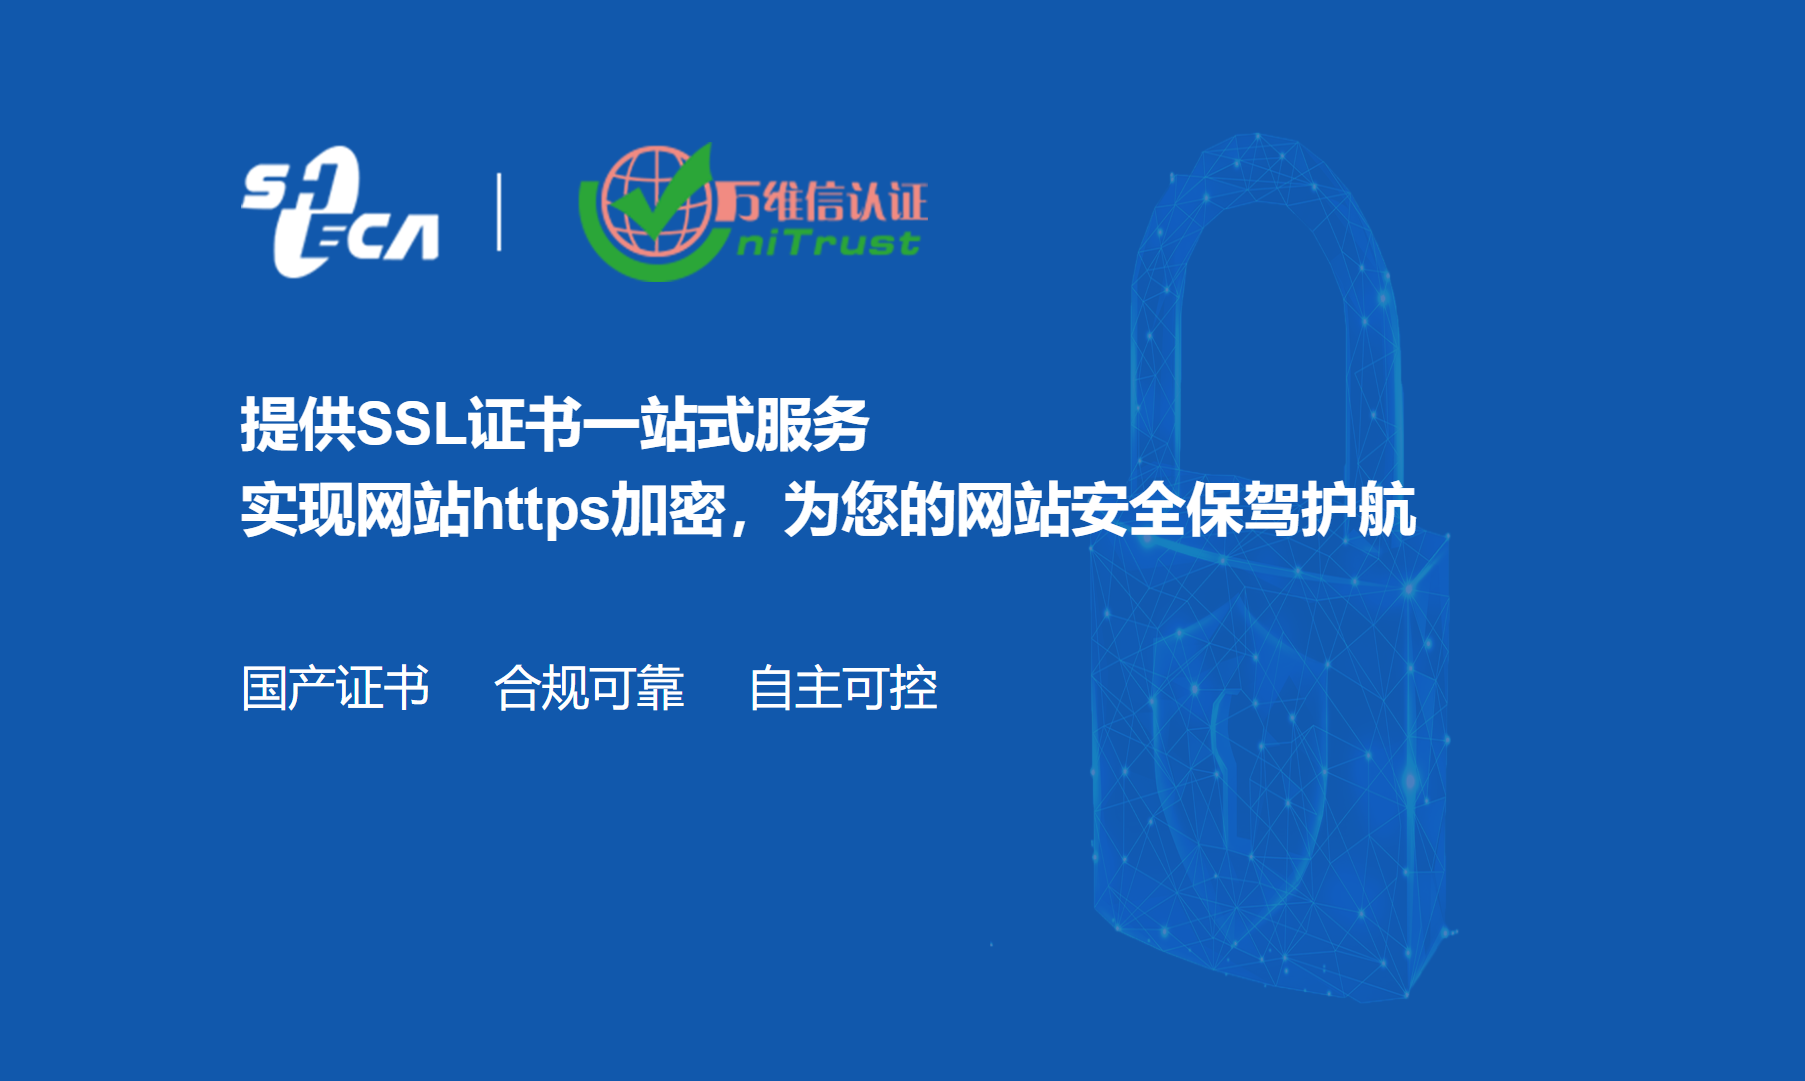 SHECA
万维信认证
niTrust
提供SSL证书一站式服务
实现网站https加密，为您的网站安全保驾护航
国产证书 合规可靠 自主可控